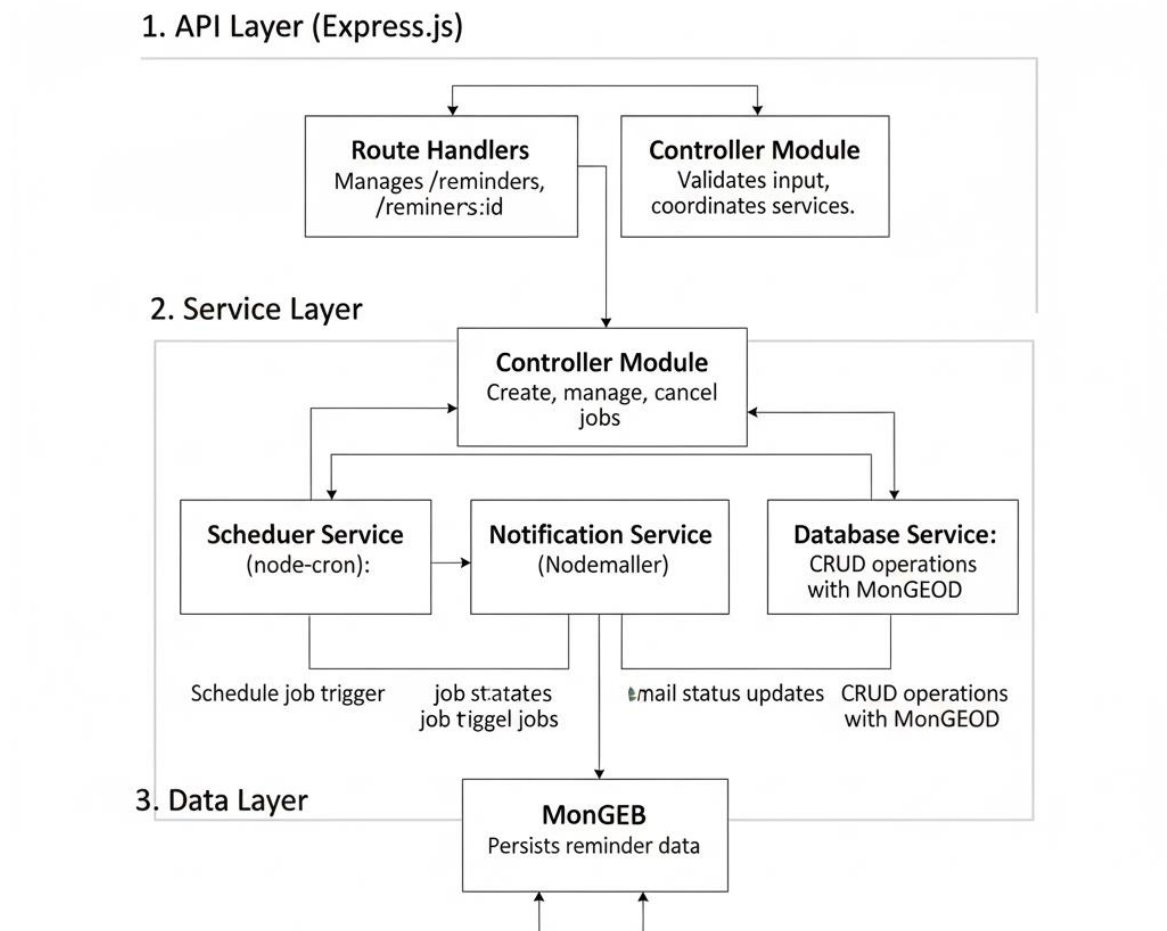 1. API Layer (Express.js)
Route Handlers
Manages /reminders,
/reminers:id
Controller Module
Validates input,
coordinates services.
2. Service Layer
Controller Module
Create, manage, cancel
jobs
Scheduer Service
(node-cron):
Notification Service
(Nodemaller)
Database Service:
CRUD operations
with MonGEOD
Schedule job trigger
job statates
job tiggel jobs
email status updates
CRUD operations
with MonGEOD
3. Data Layer
MonGEB
Persists reminder data